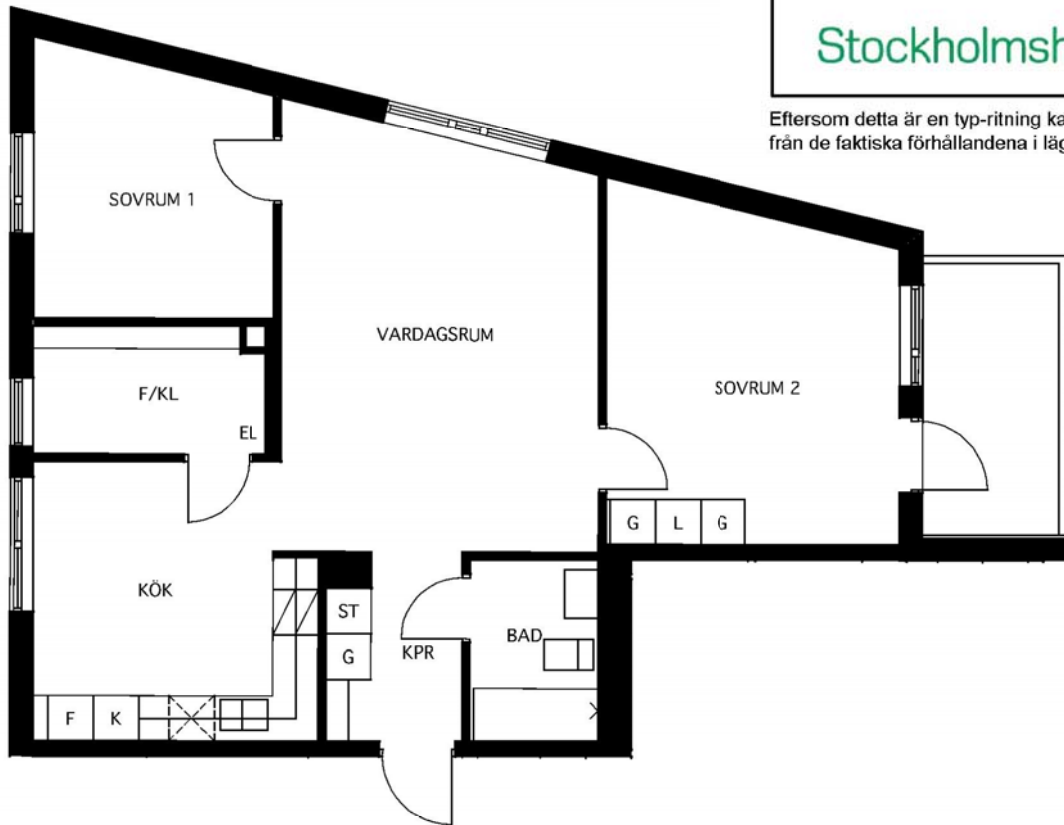 Stockholmsh
Eftersom detta är en typ-ritning ka
från de faktiska förhållandena i läg
SOVRUM 1
VARDAGSRUM
SOVRUM 2
F/KL
EL
G L G
KÖK
ST
G
KPR
BAD
F K